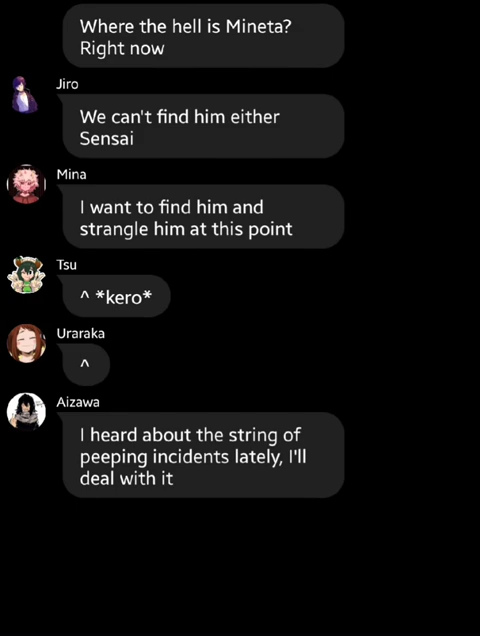 Where the hell is Mineta?
Right now
Jiro
We can't find him either
Sensai
Mina
I want to find him and
strangle him at this point
Tsu
^ *kero*
Uraraka
^
Aizawa
I heard about the string of
peeping incidents lately, I'll
deal with it